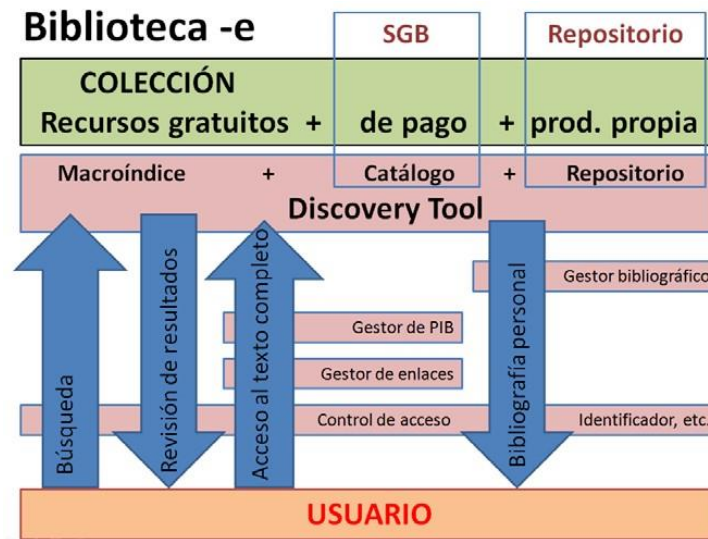 Biblioteca -e
SGB
Repositorio
COLECCIÓN
Recursos gratuitos + de pago + prod. propia
Macroíndice + Catálogo + Repositorio
Discovery Tool
Búsqueda
Revisión de resultados
Acceso al texto completo
Bibliografía personal
Gestor bibliográfico
Gestor de PIB
Gestor de enlaces
Control de acceso
Identificador, etc.
USUARIO